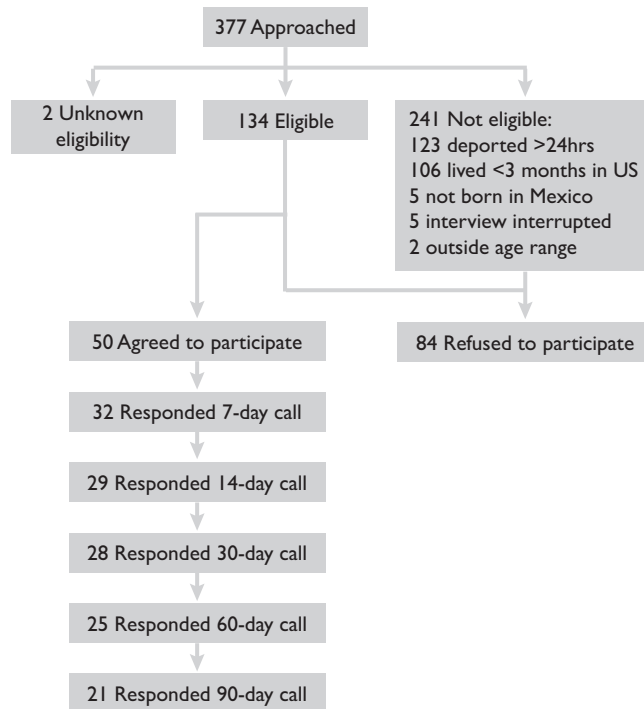 377 Approached
2 Unknown
eligibility
134 Eligible
241 Not eligible:
123 deported >24hrs
106 lived <3 months in US
5 not born in Mexico
5 interview interrupted
2 outside age range
50 Agreed to participate
84 Refused to participate
32 Responded 7-day call
29 Responded 14-day call
28 Responded 30-day call
25 Responded 60-day call
21 Responded 90-day call